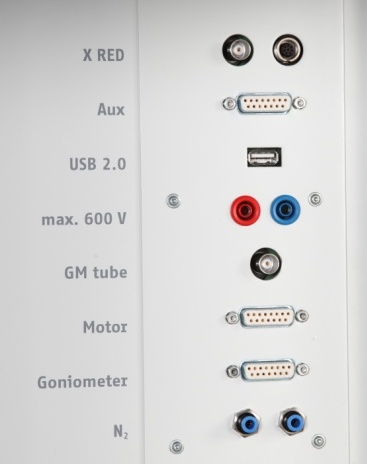 X RED
Aux
USB 2.0
max. 600 V
GM tube
Motor
Goniometer
N₂